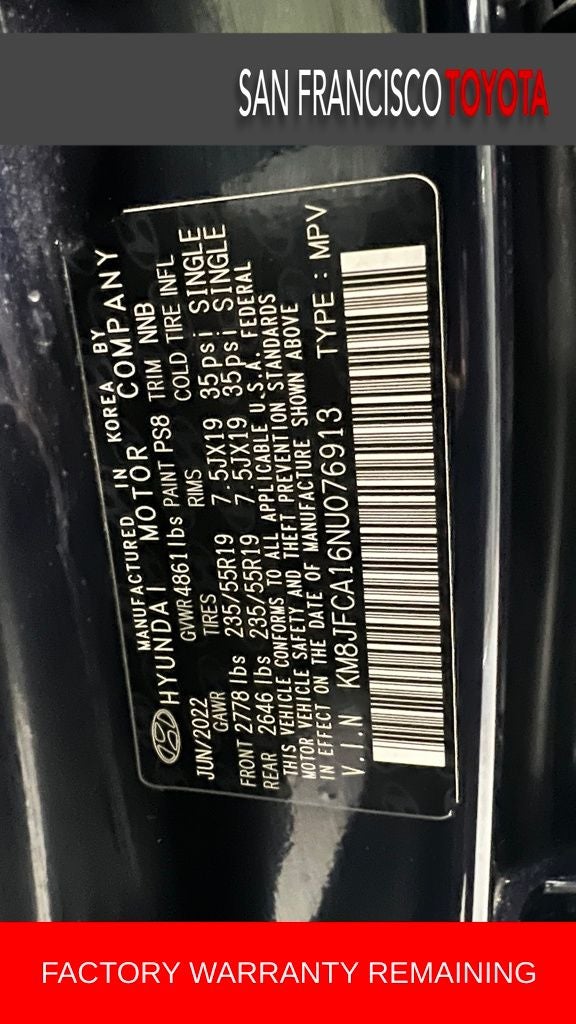 SAN FRANCISCO TOYOTA
MANUFACTURED IN KOREA BY
HYUNDAI MOTOR COMPANY
JUN/2022 GVWR 4861 lbs PAINT PS8 TRIM NNB
GAWR TIRES RIMS COLD TIRE INFL
FRONT 2778 lbs 235/55R19 7.5JX19 35psi SINGLE
REAR 2646 lbs 235/55R19 7.5JX19 35psi SINGLE
THIS VEHICLE CONFORMS TO ALL APPLICABLE U.S.A. FEDERAL
MOTOR VEHICLE SAFETY AND THEFT PREVENTION STANDARDS
IN EFFECT ON THE DATE OF MANUFACTURE SHOWN ABOVE
V.I.N KM8JFCA16NU076913 TYPE : MPV
FACTORY WARRANTY REMAINING